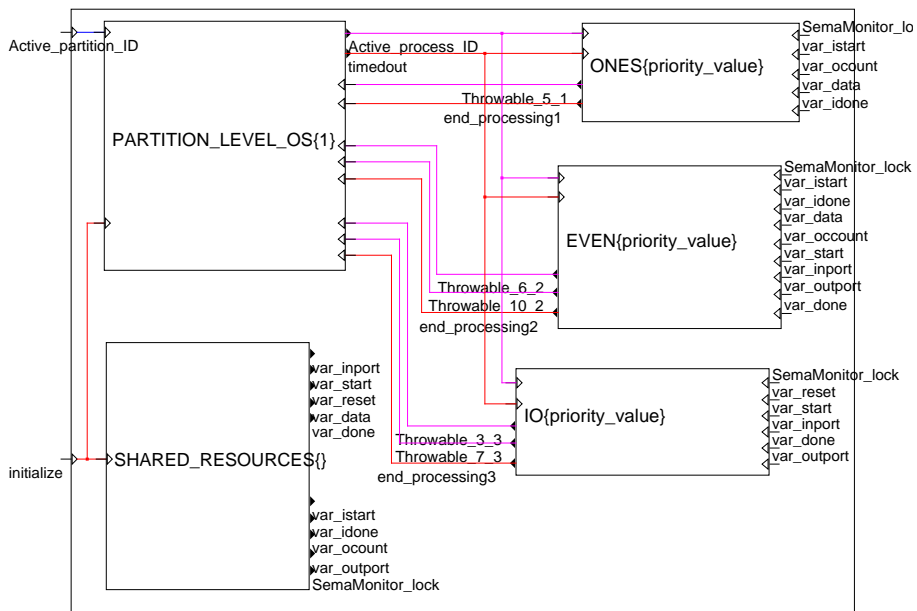 Active_partition_ID
PARTITION_LEVEL_OS{1}
Active_process_ID
timedout
Throwable_5_1
end_processing1
ONES{priority_value}
SemaMonitor_lo
var_istart
var_ocount
var_data
var_idone
EVEN{priority_value}
SemaMonitor_lock
var_istart
var_idone
var_data
var_occount
var_start
var_inport
var_outport
var_done
Throwable_6_2
Throwable_10_2
end_processing2
IO{priority_value}
SemaMonitor_lock
var_reset
var_start
var_inport
var_done
var_outport
Throwable_3_3
Throwable_7_3
end_processing3
initialize
SHARED_RESOURCES{}
var_inport
var_start
var_reset
var_data
var_done
var_istart
var_idone
var_ocount
var_outport
SemaMonitor_lock